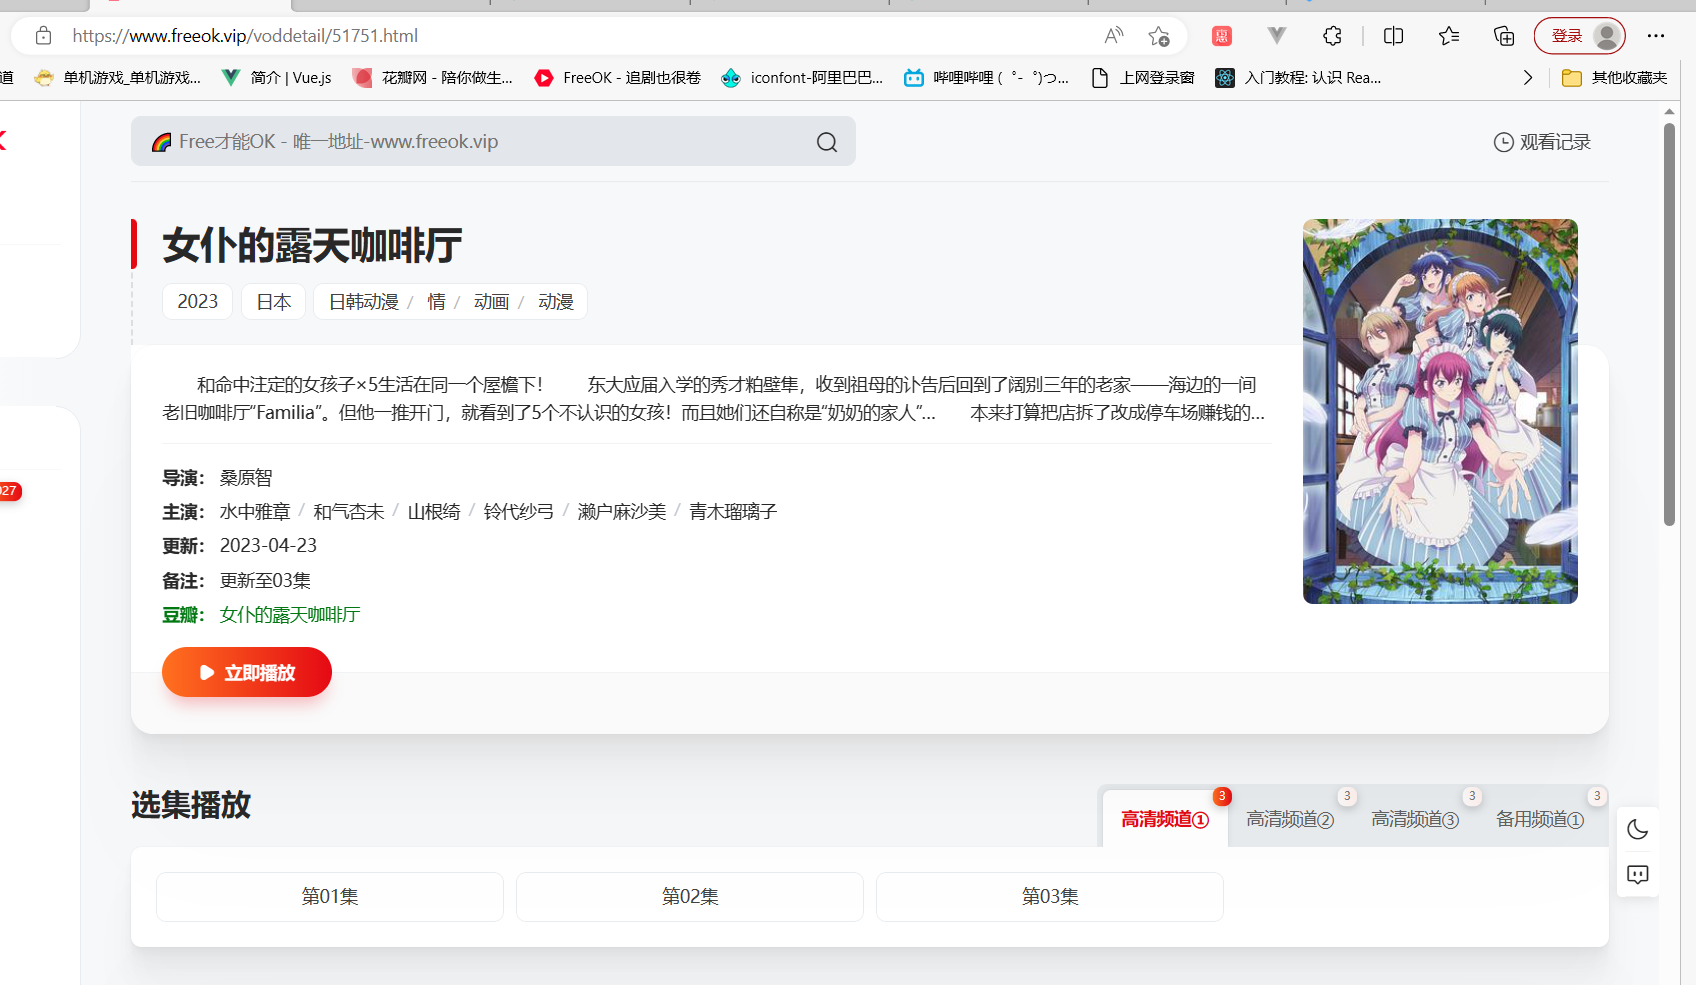 https://www.freeok.vip/voddetail/51751.html
登录
道
单机游戏_单机游戏...
简介 | Vue.js
花瓣网 - 陪你做生...
FreeOK - 追剧也很卷
iconfont-阿里巴巴...
哔哩哔哩 ( ゜- ゜)つ...
上网登录窗
入门教程: 认识 Rea...
其他收藏夹
Free才能OK - 唯一地址-www.freeok.vip
观看记录
女仆的露天咖啡厅
2023
日本
日韩动漫 / 情 / 动画 / 动漫
和命中注定的女孩子×5生活在同一个屋檐下！ 东大应届入学的秀才粕壁隼，收到祖母的讣告后回到了阔别三年的老家——海边的一间
老旧咖啡厅“Familia”。但他一推开门，就看到了5个不认识的女孩！而且她们还自称是“奶奶的家人”... 本来打算把店拆了改成停车场赚钱的...
导演： 桑原智
主演： 水中雅章 / 和气杏未 / 山根绮 / 铃代纱弓 / 濑户麻沙美 / 青木瑠璃子
更新： 2023-04-23
备注： 更新至03集
豆瓣： 女仆的露天咖啡厅
立即播放
027
选集播放
高清频道① 3
高清频道② 3
高清频道③ 3
备用频道① 3
第01集
第02集
第03集